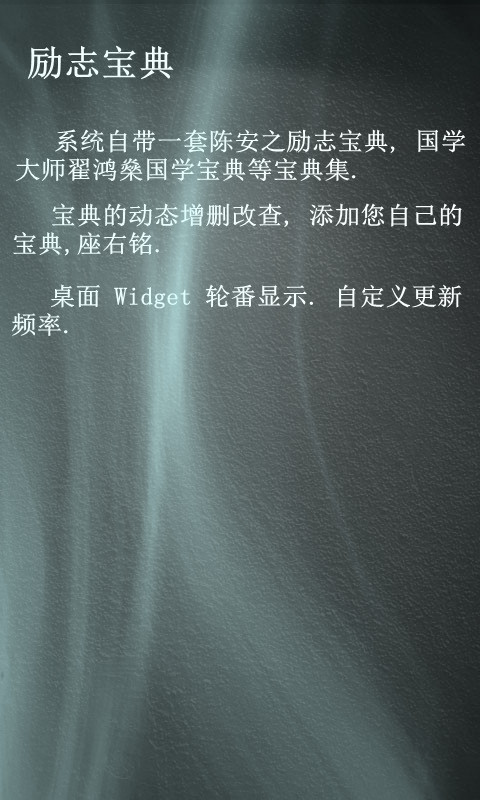 励志宝典
系统自带一套陈安之励志宝典, 国学
大师翟鸿燊国学宝典等宝典集.
宝典的动态增删改查, 添加您自己的
宝典,座右铭.
桌面 Widget 轮番显示. 自定义更新
频率.